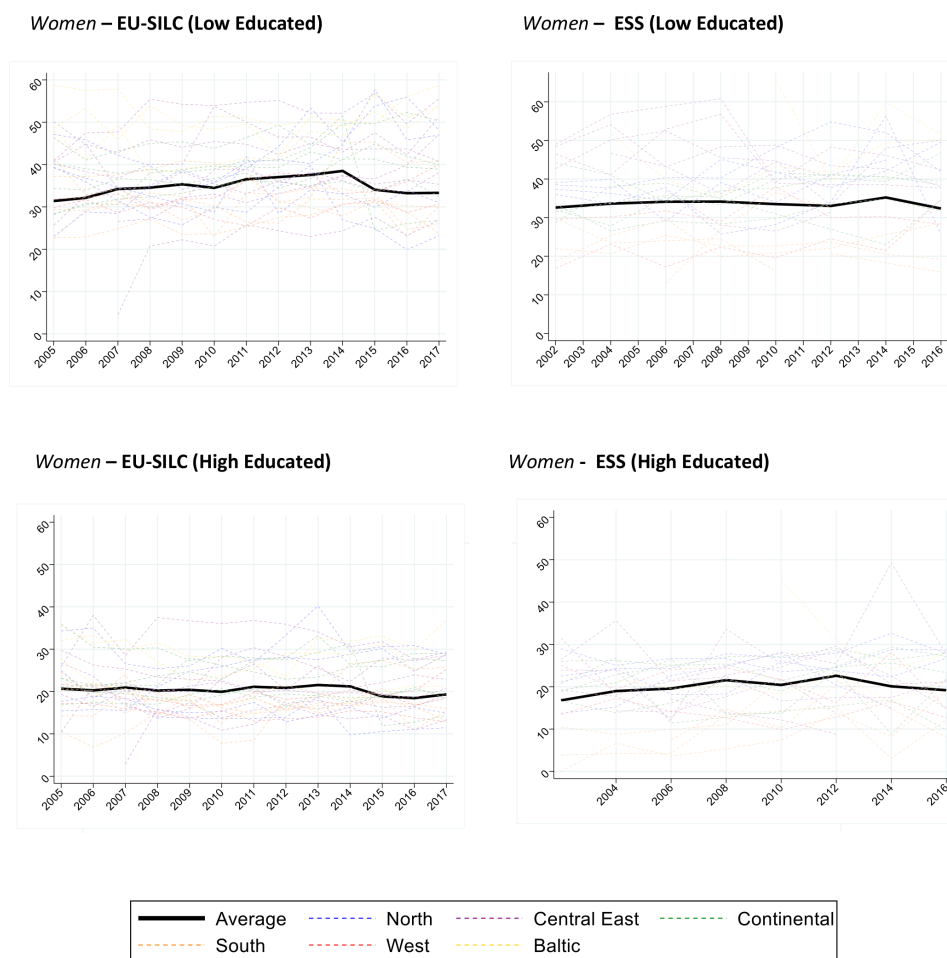 Women – EU-SILC (Low Educated)
Women – ESS (Low Educated)
60
50
40
30
20
10
0
2005 2006 2007 2008 2009 2010 2011 2012 2013 2014 2015 2016 2017
60
50
40
30
20
10
0
2002 2003 2004 2005 2006 2007 2008 2009 2010 2011 2012 2013 2014 2015 2016
Women – EU-SILC (High Educated)
Women - ESS (High Educated)
60
50
40
30
20
10
0
2005 2006 2007 2008 2009 2010 2011 2012 2013 2014 2015 2016 2017
60
50
40
30
20
10
0
2004 2006 2008 2010 2012 2014 2016
Average North Central East Continental
South West Baltic